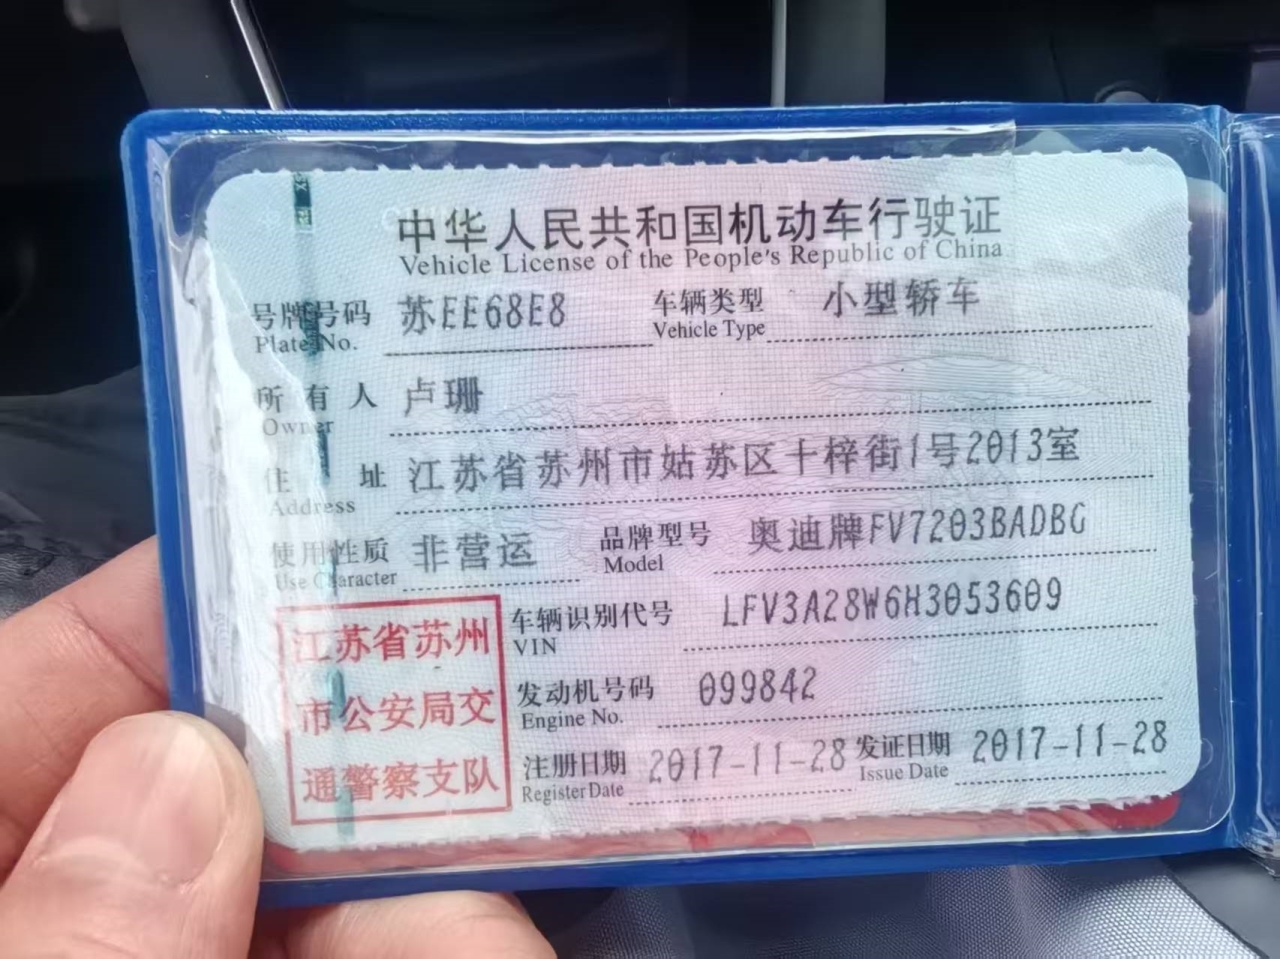 中华人民共和国机动车行驶证
Vehicle License of the People's Republic of China
号牌号码 苏EE68E8 车辆类型 小型轿车
Plate No. Vehicle Type
所有人 卢珊
Owner
住址 江苏省苏州市姑苏区十梓街1号2013室
Address
使用性质 非营运 品牌型号 奥迪牌FV7203BADBG
Use Character Model
江苏省苏州
市公安局交
通警察支队
车辆识别代号 LFV3A28W6H3053609
VIN
发动机号码 099842
Engine No.
注册日期 2017-11-28 发证日期 2017-11-28
Register Date Issue Date